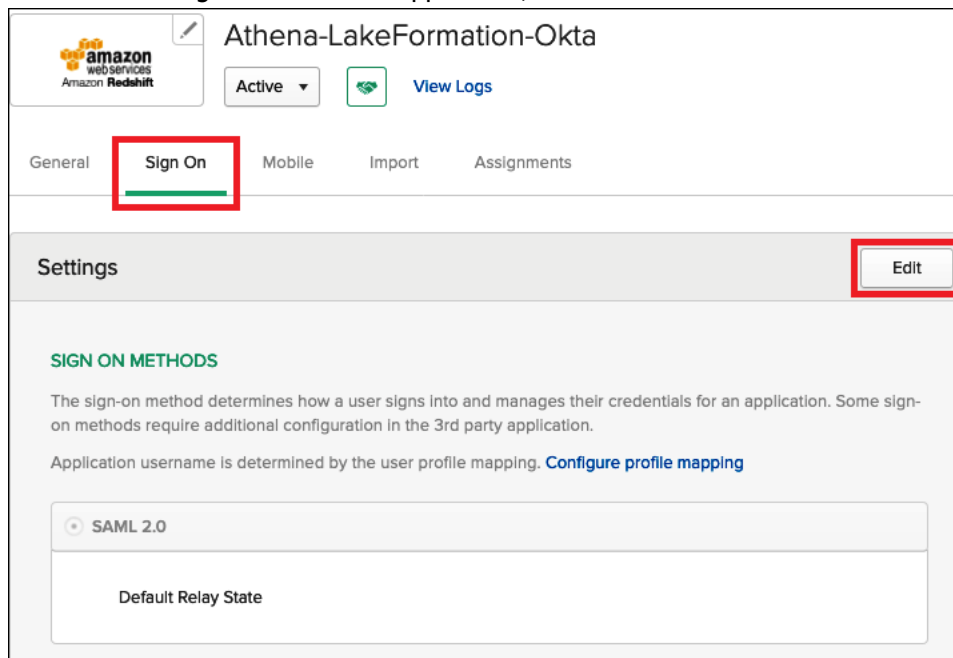 amazon
webservices
Amazon Redshift
Athena-LakeFormation-Okta
Active
View Logs
General
Sign On
Mobile
Import
Assignments
Settings
Edit
SIGN ON METHODS
The sign-on method determines how a user signs into and manages their credentials for an application. Some sign-
on methods require additional configuration in the 3rd party application.
Application username is determined by the user profile mapping. Configure profile mapping
SAML 2.0
Default Relay State